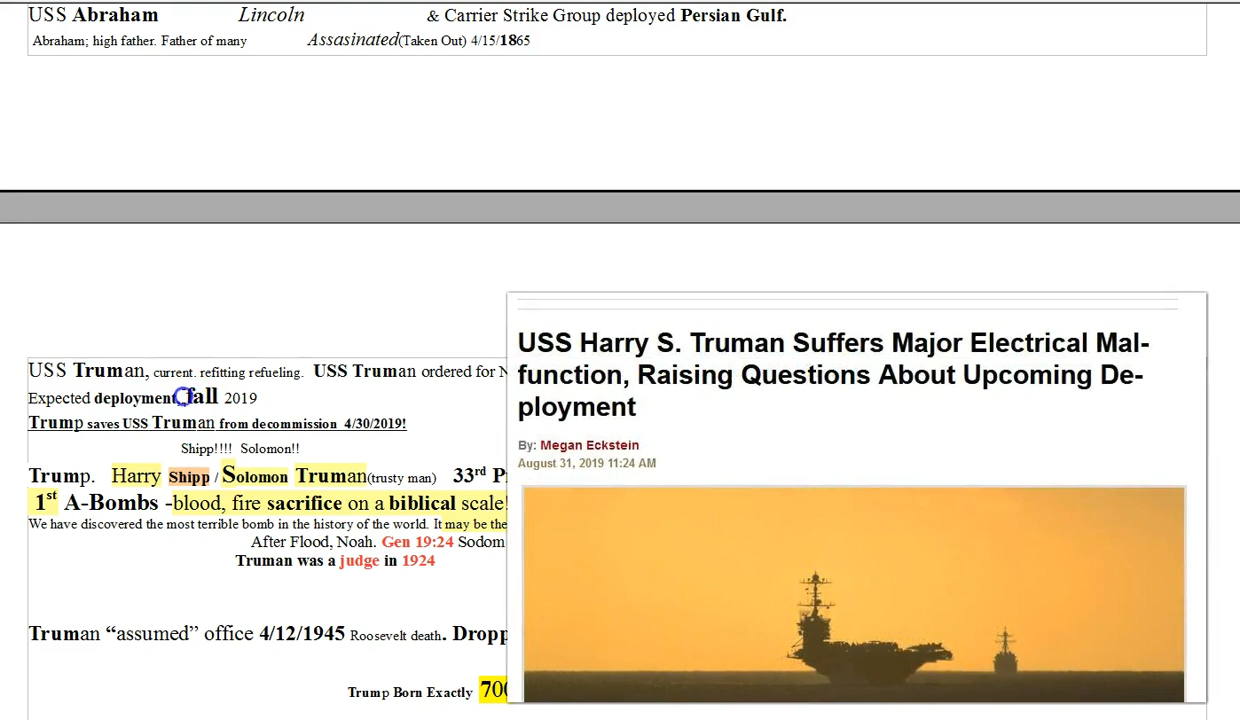 USS Abraham Lincoln & Carrier Strike Group deployed Persian Gulf.
Abraham; high father. Father of many Assasinated(Taken Out) 4/15/1865
USS Truman, current. refitting refueling. USS Truman ordered for N
Expected deployment fall 2019
Trump saves USS Truman from decommission 4/30/2019!
Shipp!!!! Solomon!!
Trump. Harry Shipp / Solomon Truman(trusty man) 33rd P
1st A-Bombs -blood, fire sacrifice on a biblical scale!
We have discovered the most terrible bomb in the history of the world. It may be the
After Flood, Noah. Gen 19:24 Sodom
Truman was a judge in 1924
Truman “assumed” office 4/12/1945 Roosevelt death. Dropp
Trump Born Exactly 700
USS Harry S. Truman Suffers Major Electrical Mal-
function, Raising Questions About Upcoming De-
ployment
By: Megan Eckstein
August 31, 2019 11:24 AM